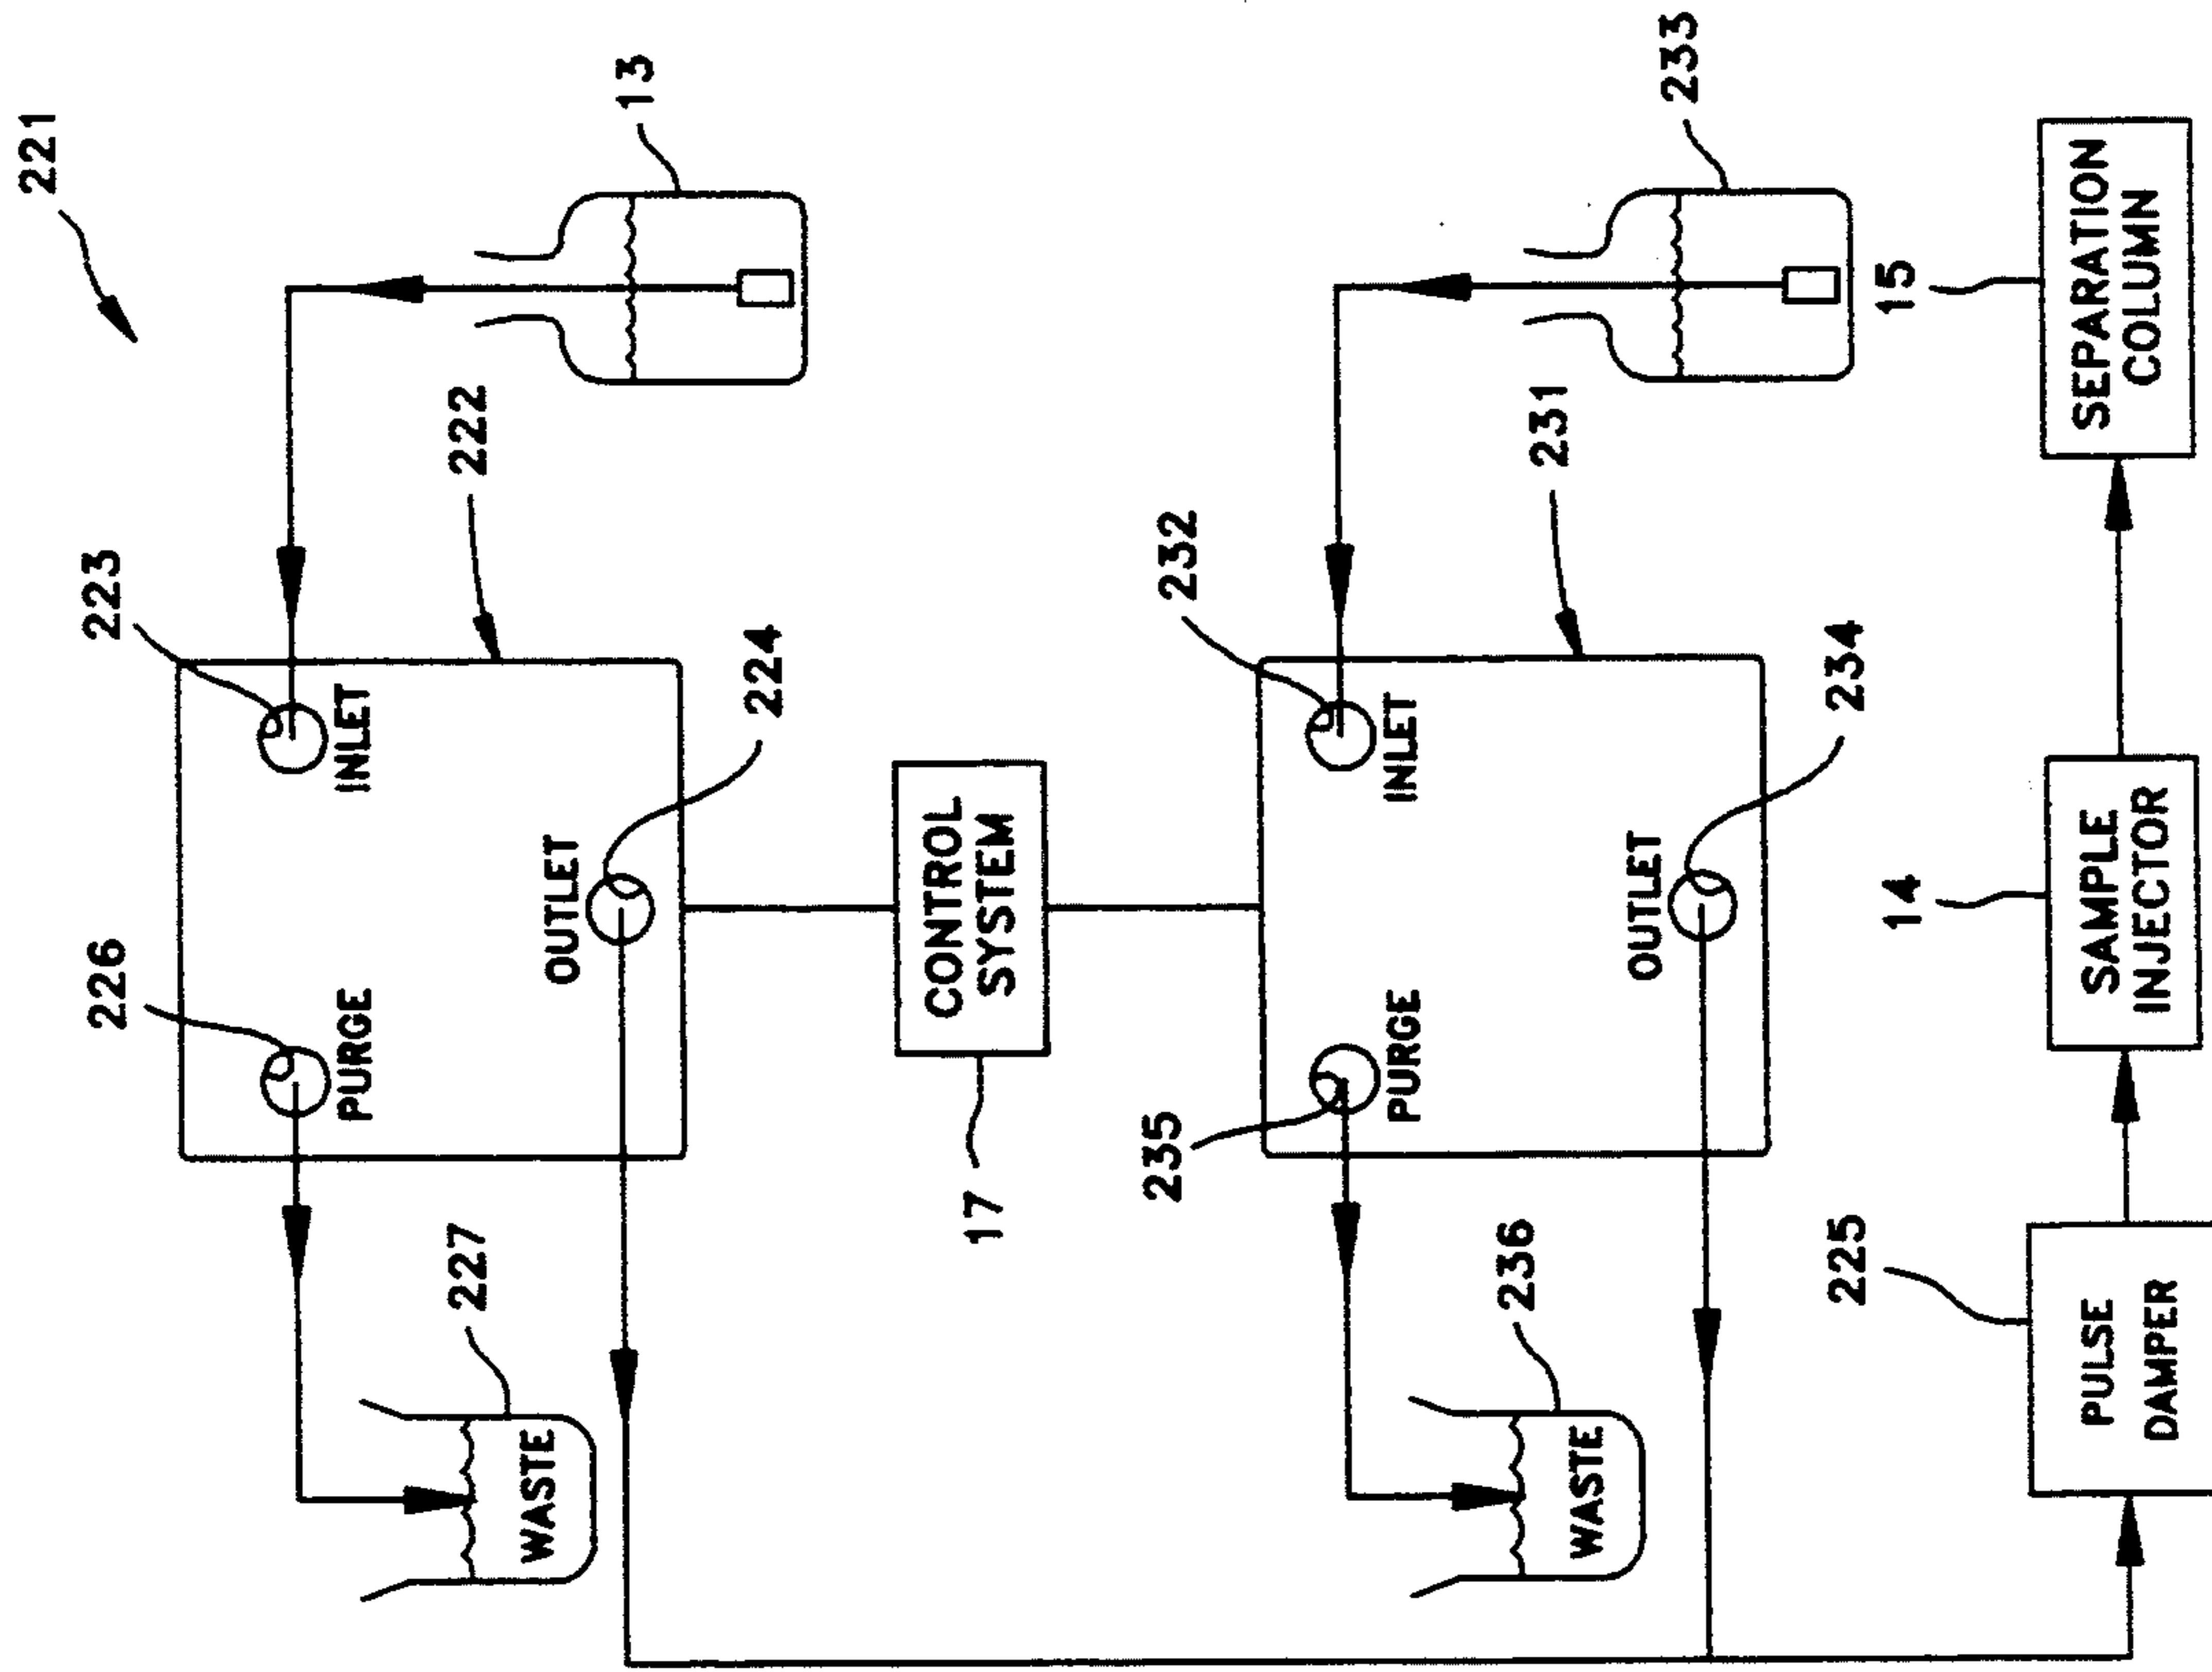 221
13
222
223
INLET
224
OUTLET
226
PURGE
227
WASTE
CONTROL
SYSTEM
17
233
231
232
INLET
234
OUTLET
235
PURGE
236
WASTE
225
PULSE
DAMPER
14
SAMPLE
INJECTOR
15
SEPARATION
COLUMN